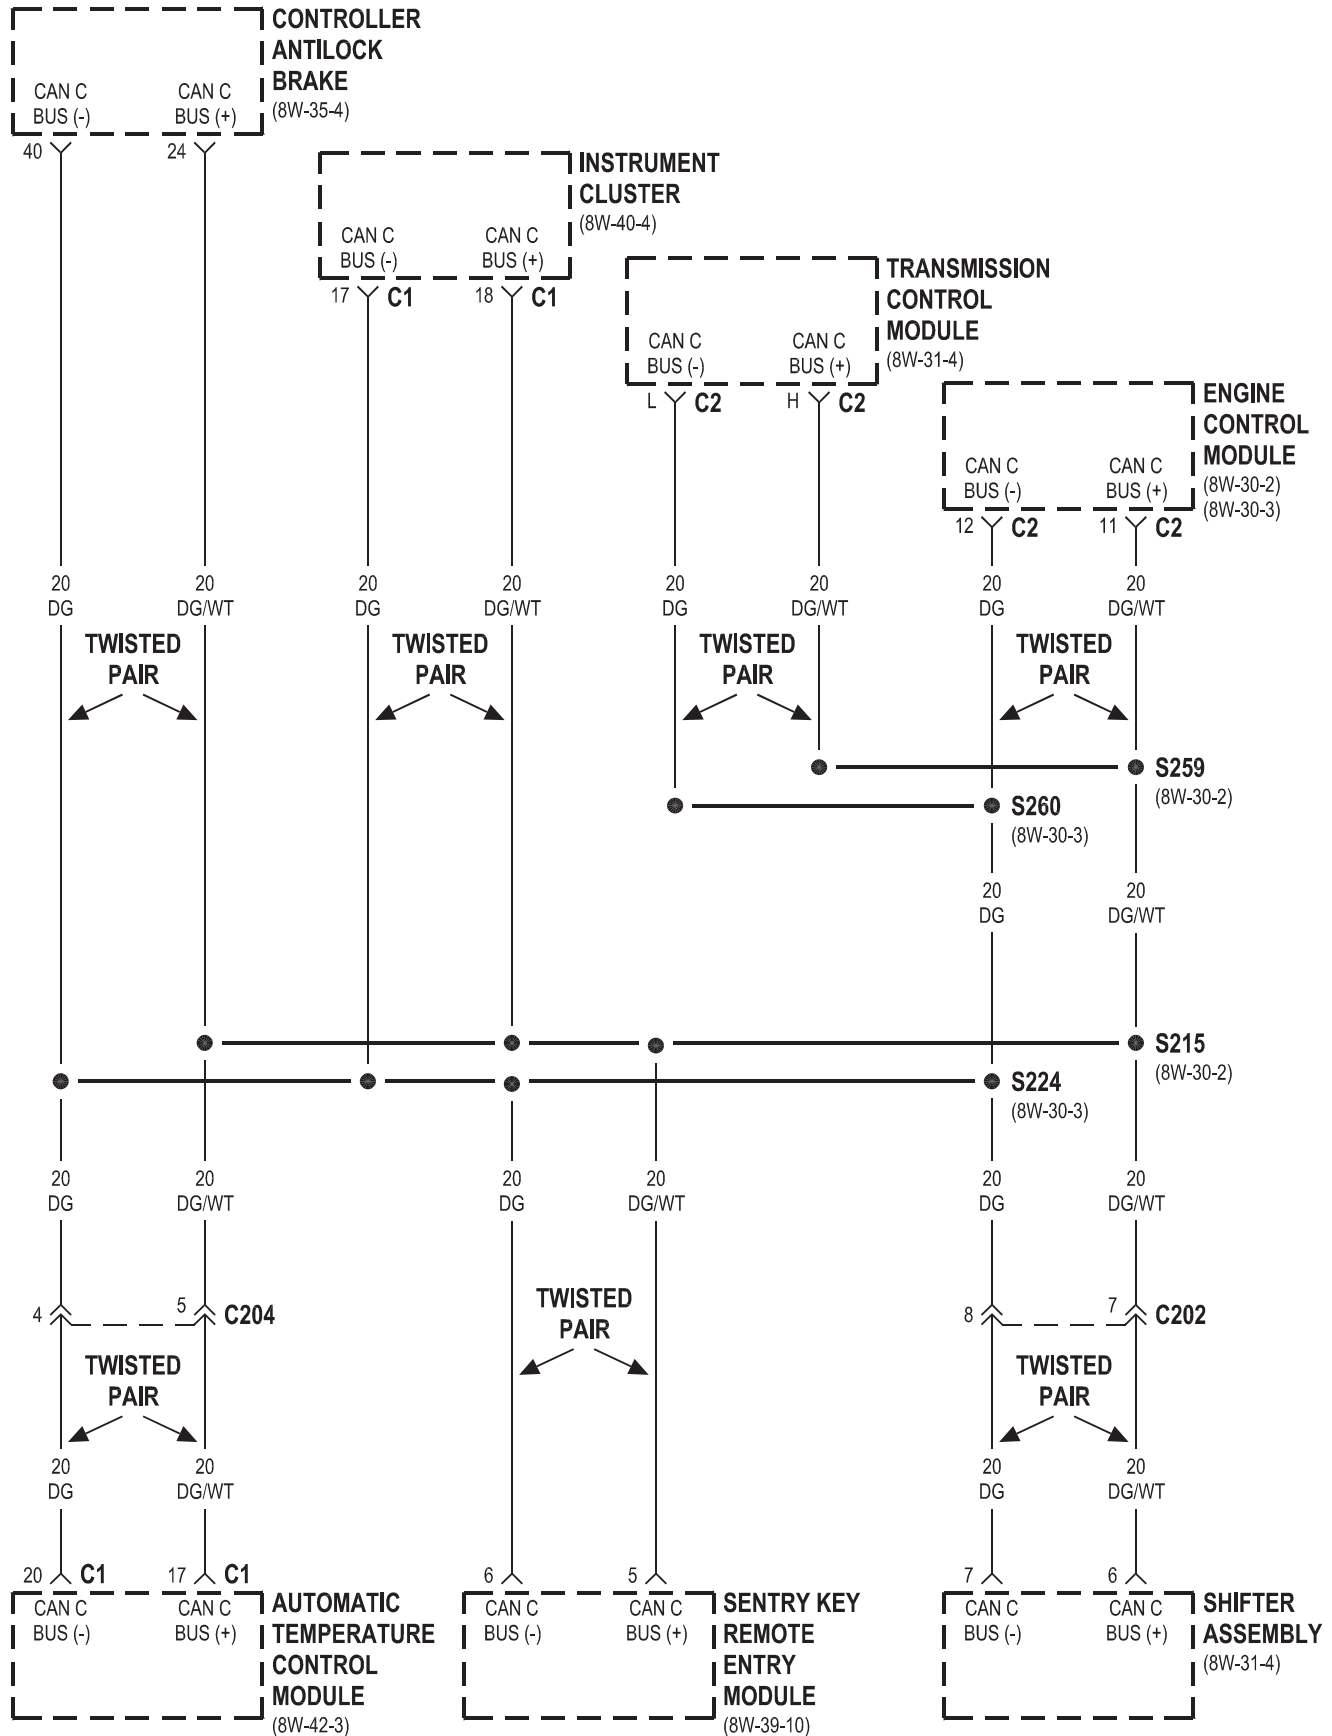 CONTROLLER
ANTILOCK
BRAKE
(8W-35-4)
CAN C
BUS (-)
CAN C
BUS (+)
40
24
INSTRUMENT
CLUSTER
(8W-40-4)
CAN C
BUS (-)
CAN C
BUS (+)
17
C1
18
C1
TRANSMISSION
CONTROL
MODULE
(8W-31-4)
CAN C
BUS (-)
CAN C
BUS (+)
L
C2
H
C2
ENGINE
CONTROL
MODULE
(8W-30-2)
(8W-30-3)
CAN C
BUS (-)
CAN C
BUS (+)
12
C2
11
C2
20
DG
20
DG/WT
20
DG
20
DG/WT
20
DG
20
DG/WT
20
DG
20
DG/WT
TWISTED
PAIR
TWISTED
PAIR
TWISTED
PAIR
TWISTED
PAIR
S259
(8W-30-2)
S260
(8W-30-3)
20
DG
20
DG/WT
S215
(8W-30-2)
S224
(8W-30-3)
20
DG
20
DG/WT
20
DG
20
DG/WT
20
DG
20
DG/WT
4
5
C204
TWISTED
PAIR
8
7
C202
TWISTED
PAIR
TWISTED
PAIR
20
DG
20
DG/WT
20
DG
20
DG/WT
20
C1
17
C1
CAN C
BUS (-)
CAN C
BUS (+)
AUTOMATIC
TEMPERATURE
CONTROL
MODULE
(8W-42-3)
6
5
CAN C
BUS (-)
CAN C
BUS (+)
SENTRY KEY
REMOTE
ENTRY
MODULE
(8W-39-10)
7
6
CAN C
BUS (-)
CAN C
BUS (+)
SHIFTER
ASSEMBLY
(8W-31-4)